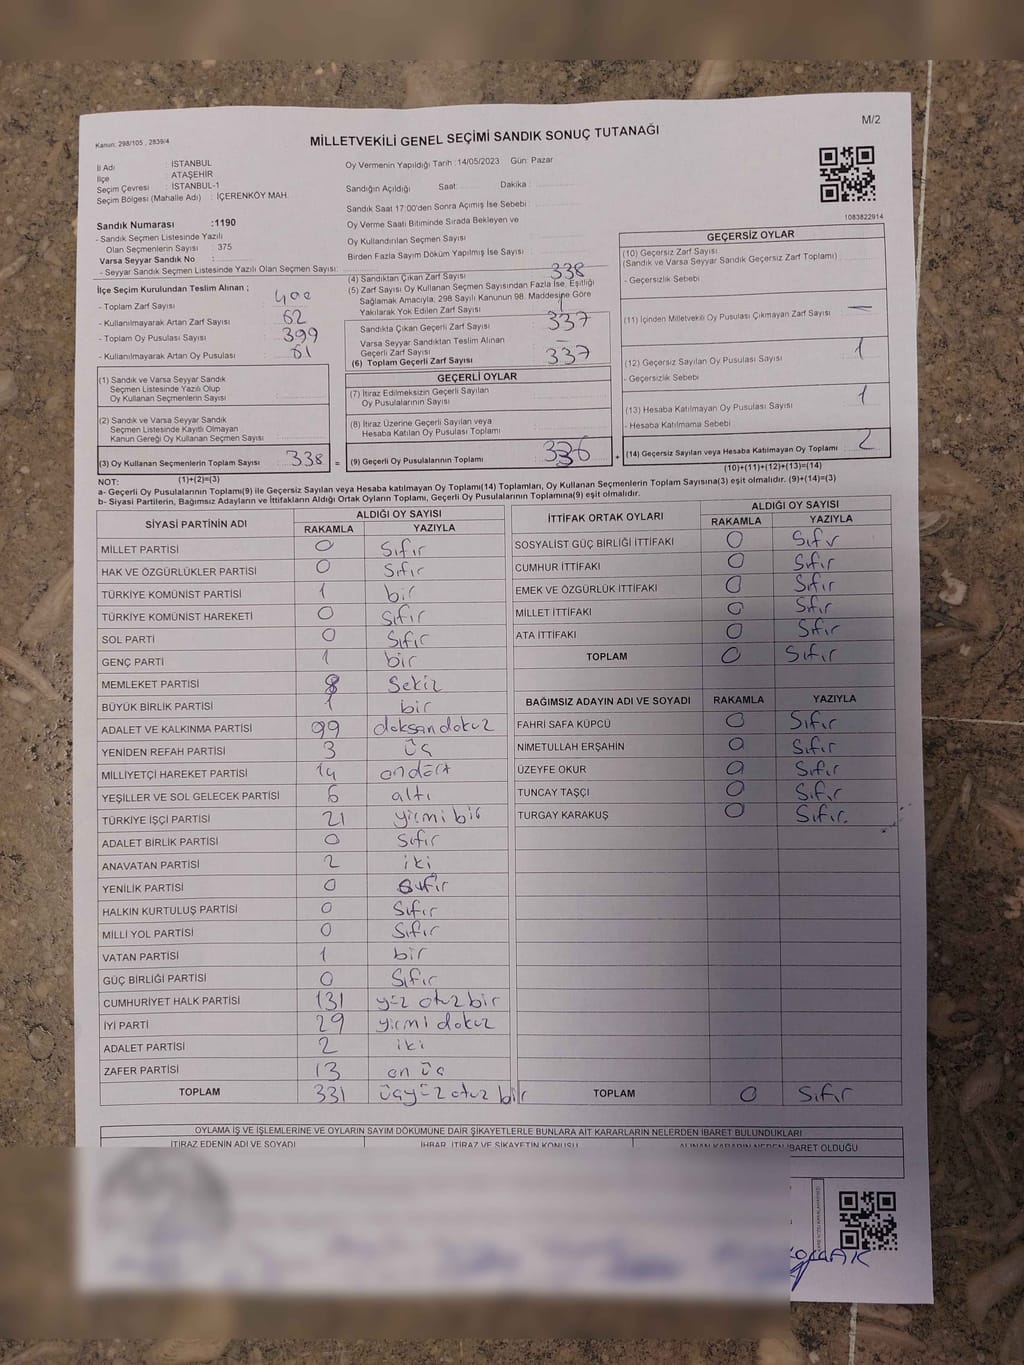 M/2
Kanun: 298/105 , 2839/4
MİLLETVEKİLİ GENEL SEÇİMİ SANDIK SONUÇ TUTANAĞI
İl Adı : İSTANBUL
İlçe : ATAŞEHİR
Seçim Çevresi : İSTANBUL-1
Seçim Bölgesi (Mahalle Adı) : İÇERENKÖY MAH.
Oy Vermenin Yapıldığı Tarih :14/05/2023 Gün: Pazar
Sandığın Açıldığı Saat: Dakika :
Sandık Saat 17:00'den Sonra Açımış İse Sebebi :
Oy Verme Saati Bitiminde Sırada Bekleyen ve
Oy Kullandırılan Seçmen Sayısı :
Birden Fazla Sayım Döküm Yapılmış İse Sayısı :
1083822914
Sandık Numarası :1190
- Sandık Seçmen Listesinde Yazılı
Olan Seçmenlerin Sayısı : 375
Varsa Seyyar Sandık No :
- Seyyar Sandık Seçmen Listesinde Yazılı Olan Seçmen Sayısı:
İlçe Seçim Kurulundan Teslim Alınan ;
- Toplam Zarf Sayısı : 400
- Kullanılmayarak Artan Zarf Sayısı : 62
- Toplam Oy Pusulası Sayısı : 399
- Kullanılmayarak Artan Oy Pusulası : 61
(1) Sandık ve Varsa Seyyar Sandık
Seçmen Listesinde Yazılı Olup
Oy Kullanan Seçmenlerin Sayısı :
(2) Sandık ve Varsa Seyyar Sandık
Seçmen Listesinde Kayıtlı Olmayan
Kanun Gereği Oy Kullanan Seçmen Sayısı :
(3) Oy Kullanan Seçmenlerin Toplam Sayısı : 338 =
(1)+(2)=(3)
(4) Sandıktan Çıkan Zarf Sayısı : 338
(5) Zarf Sayısı Oy Kullanan Seçmen Sayısından Fazla İse, Eşitliği
Sağlamak Amacıyla, 298 Sayılı Kanunun 98. Maddesine Göre
Yakılarak Yok Edilen Zarf Sayısı : 1
Sandıkta Çıkan Geçerli Zarf Sayısı : 337
Varsa Seyyar Sandıktan Teslim Alınan
Geçerli Zarf Sayısı :
(6) Toplam Geçerli Zarf Sayısı : 337
GEÇERLİ OYLAR
(7) İtiraz Edilmeksizin Geçerli Sayılan
Oy Pusulalarının Sayısı :
(8) İtiraz Üzerine Geçerli Sayılan veya
Hesaba Katılan Oy Pusulası Toplamı :
(9) Geçerli Oy Pusulalarının Toplamı : 336 +
GEÇERSİZ OYLAR
(10) Geçersiz Zarf Sayısı
(Sandık ve Varsa Seyyar Sandık Geçersiz Zarf Toplamı) :
- Geçersizlik Sebebi :
(11) İçinden Milletvekili Oy Pusulası Çıkmayan Zarf Sayısı : —
(12) Geçersiz Sayılan Oy Pusulası Sayısı : 1
- Geçersizlik Sebebi :
(13) Hesaba Katılmayan Oy Pusulası Sayısı : 1
- Hesaba Katılmama Sebebi :
(14) Geçersiz Sayılan veya Hesaba Katılmayan Oy Toplamı : 2
(10)+(11)+(12)+(13)=(14)
NOT:
a- Geçerli Oy Pusulalarının Toplamı(9) ile Geçersiz Sayılan veya Hesaba Katılmayan Oy Pusulası(14) Toplamları, Oy Kullanan Seçmenlerin Toplam Sayısına(3) eşit olmalıdır. (9)+(14)=(3)
b- Siyasi Partilerin, Bağımsız Adayların ve İttifakların Aldığı Ortak Oyların Toplamı, Geçerli Oy Pusulalarının Toplamına(9) eşit olmalıdır.
SİYASİ PARTİNİN ADI
ALDIĞI OY SAYISI
RAKAMLA YAZIYLA
MİLLET PARTİSİ 0 Sıfır
HAK VE ÖZGÜRLÜKLER PARTİSİ 0 Sıfır
TÜRKİYE KOMÜNİST PARTİSİ 1 bir
TÜRKİYE KOMÜNİST HAREKETİ 0 Sıfır
SOL PARTİ 0 Sıfır
GENÇ PARTİ 1 bir
MEMLEKET PARTİSİ 8 Sekiz
BÜYÜK BİRLİK PARTİSİ 1 bir
ADALET VE KALKINMA PARTİSİ 99 doksan dokuz
YENİDEN REFAH PARTİSİ 3 üç
MİLLİYETÇİ HAREKET PARTİSİ 14 on dört
YEŞİLLER VE SOL GELECEK PARTİSİ 6 altı
TÜRKİYE İŞÇİ PARTİSİ 21 yirmi bir
ADALET BİRLİK PARTİSİ 0 Sıfır
ANAVATAN PARTİSİ 2 iki
YENİLİK PARTİSİ 0 Sıfır
HALKIN KURTULUŞ PARTİSİ 0 Sıfır
MİLLİ YOL PARTİSİ 0 Sıfır
VATAN PARTİSİ 1 bir
GÜÇ BİRLİĞİ PARTİSİ 0 Sıfır
CUMHURİYET HALK PARTİSİ 131 yüz otuz bir
İYİ PARTİ 29 yirmi dokuz
ADALET PARTİSİ 2 iki
ZAFER PARTİSİ 13 on üç
TOPLAM 331 üçyüz otuz bir
İTTİFAK ORTAK OYLARI
ALDIĞI OY SAYISI
RAKAMLA YAZIYLA
SOSYALİST GÜÇ BİRLİĞİ İTTİFAKI 0 Sıfır
CUMHUR İTTİFAKI 0 Sıfır
EMEK VE ÖZGÜRLÜK İTTİFAKI 0 Sıfır
MİLLET İTTİFAKI 0 Sıfır
ATA İTTİFAKI 0 Sıfır
TOPLAM 0 Sıfır
BAĞIMSIZ ADAYIN ADI VE SOYADI RAKAMLA YAZIYLA
FAHRİ SAFA KÜPCÜ 0 Sıfır
NİMETULLAH ERŞAHİN 0 Sıfır
ÜZEYFE OKUR 0 Sıfır
TUNCAY TAŞÇI 0 Sıfır
TURGAY KARAKUŞ 0 Sıfır.
TOPLAM 0 Sıfır
OYLAMA İŞ VE İŞLEMLERİNE VE OYLARIN SAYIM DÖKÜMÜNE DAİR ŞİKAYETLERLE BUNLARA AİT KARARLARIN NELERDEN İBARET BULUNDUKLARI
İTİRAZ EDENİN ADI VE SOYADI İHBAR, İTİRAZ VE ŞİKAYETİN KONUSU ALINAN KARARIN NEDEN İBARET OLDUĞU